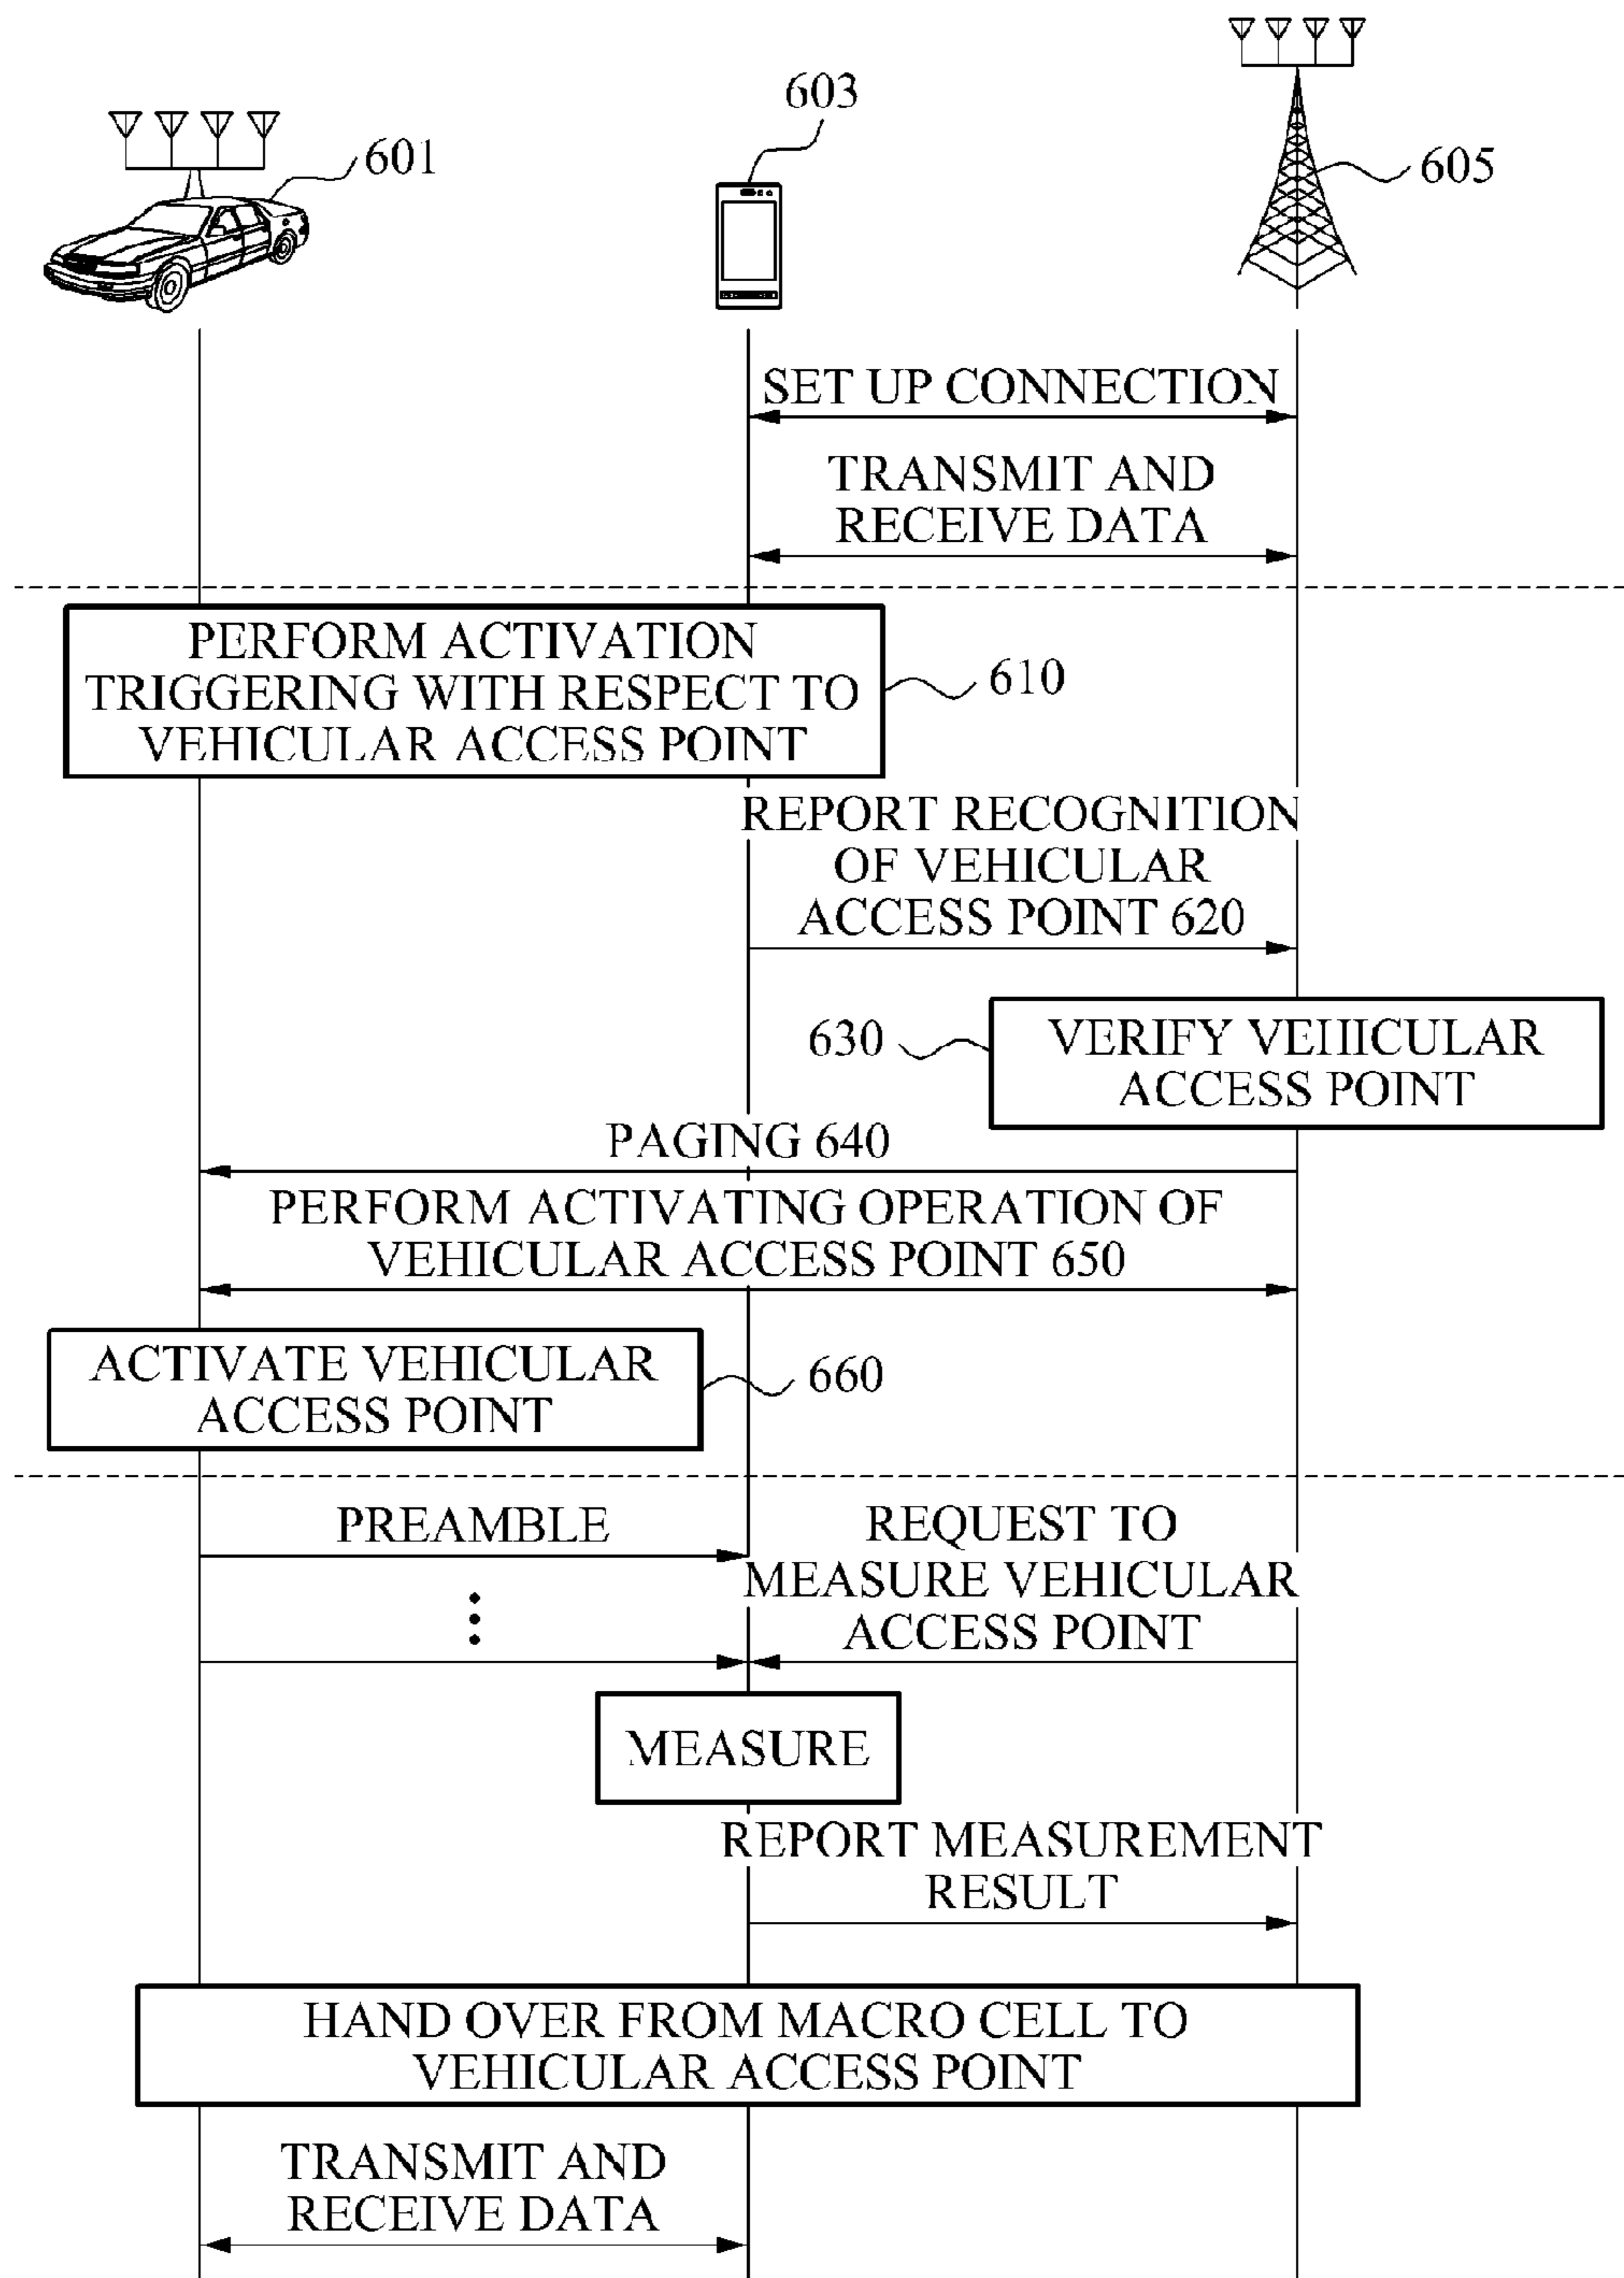 603
601
605
SET UP CONNECTION
TRANSMIT AND
RECEIVE DATA
PERFORM ACTIVATION
TRIGGERING WITH RESPECT TO
VEHICULAR ACCESS POINT
610
REPORT RECOGNITION
OF VEHICULAR
ACCESS POINT 620
630
VERIFY VEHICULAR
ACCESS POINT
PAGING 640
PERFORM ACTIVATING OPERATION OF
VEHICULAR ACCESS POINT 650
ACTIVATE VEHICULAR
ACCESS POINT
660
PREAMBLE
REQUEST TO
MEASURE VEHICULAR
ACCESS POINT
MEASURE
REPORT MEASUREMENT
RESULT
HAND OVER FROM MACRO CELL TO
VEHICULAR ACCESS POINT
TRANSMIT AND
RECEIVE DATA